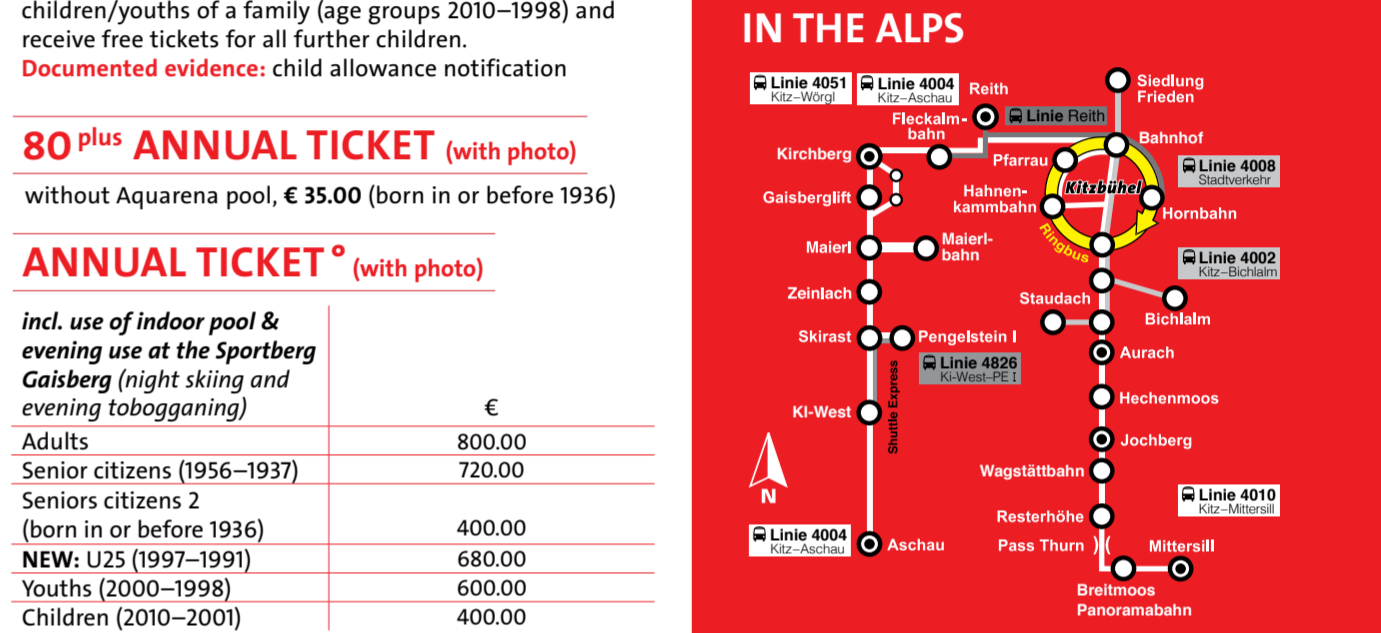 children/youths of a family (age groups 2010–1998) and
receive free tickets for all further children.
Documented evidence: child allowance notification
80 plus ANNUAL TICKET (with photo)
without Aquarena pool, € 35.00 (born in or before 1936)
ANNUAL TICKET° (with photo)
incl. use of indoor pool &
evening use at the Sportberg
Gaisberg (night skiing and
evening tobogganing) €
Adults 800.00
Senior citizens (1956–1937) 720.00
Seniors citizens 2
(born in or before 1936) 400.00
NEW: U25 (1997–1991) 680.00
Youths (2000–1998) 600.00
Children (2010–2001) 400.00
IN THE ALPS
Linie 4051
Kitz–Wörgl
Linie 4004
Kitz–Aschau
Reith
Siedlung
Frieden
Fleckalm-
bahn
Linie Reith
Bahnhof
Kirchberg
Pfarrau
Linie 4008
Stadtverkehr
Gaisberglift
Hahnen-
kammbahn
Kitzbühel
Hornbahn
Ringbus
Maierl
Maierl-
bahn
Linie 4002
Kitz–Bichlalm
Zeinlach
Staudach
Bichlalm
Skirast
Pengelstein I
Aurach
Linie 4826
Ki-West–PE I
Shuttle Express
Hechenmoos
KI-West
Jochberg
Wagstättbahn
N
Linie 4010
Kitz–Mittersill
Resterhöhe
Linie 4004
Kitz–Aschau
Aschau
Pass Thurn
Mittersill
Breitmoos
Panoramabahn